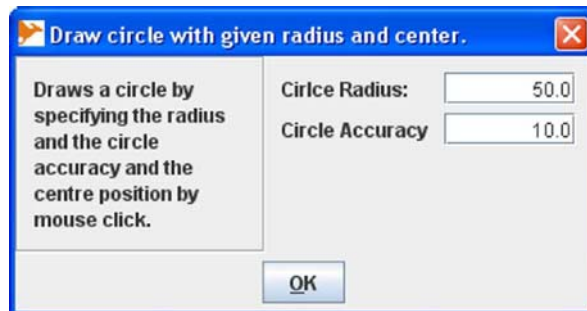 Draw circle with given radius and center.
Draws a circle by
specifying the radius
and the circle
accuracy and the
centre position by
mouse click.
Cirlce Radius: 50.0
Circle Accuracy 10.0
OK